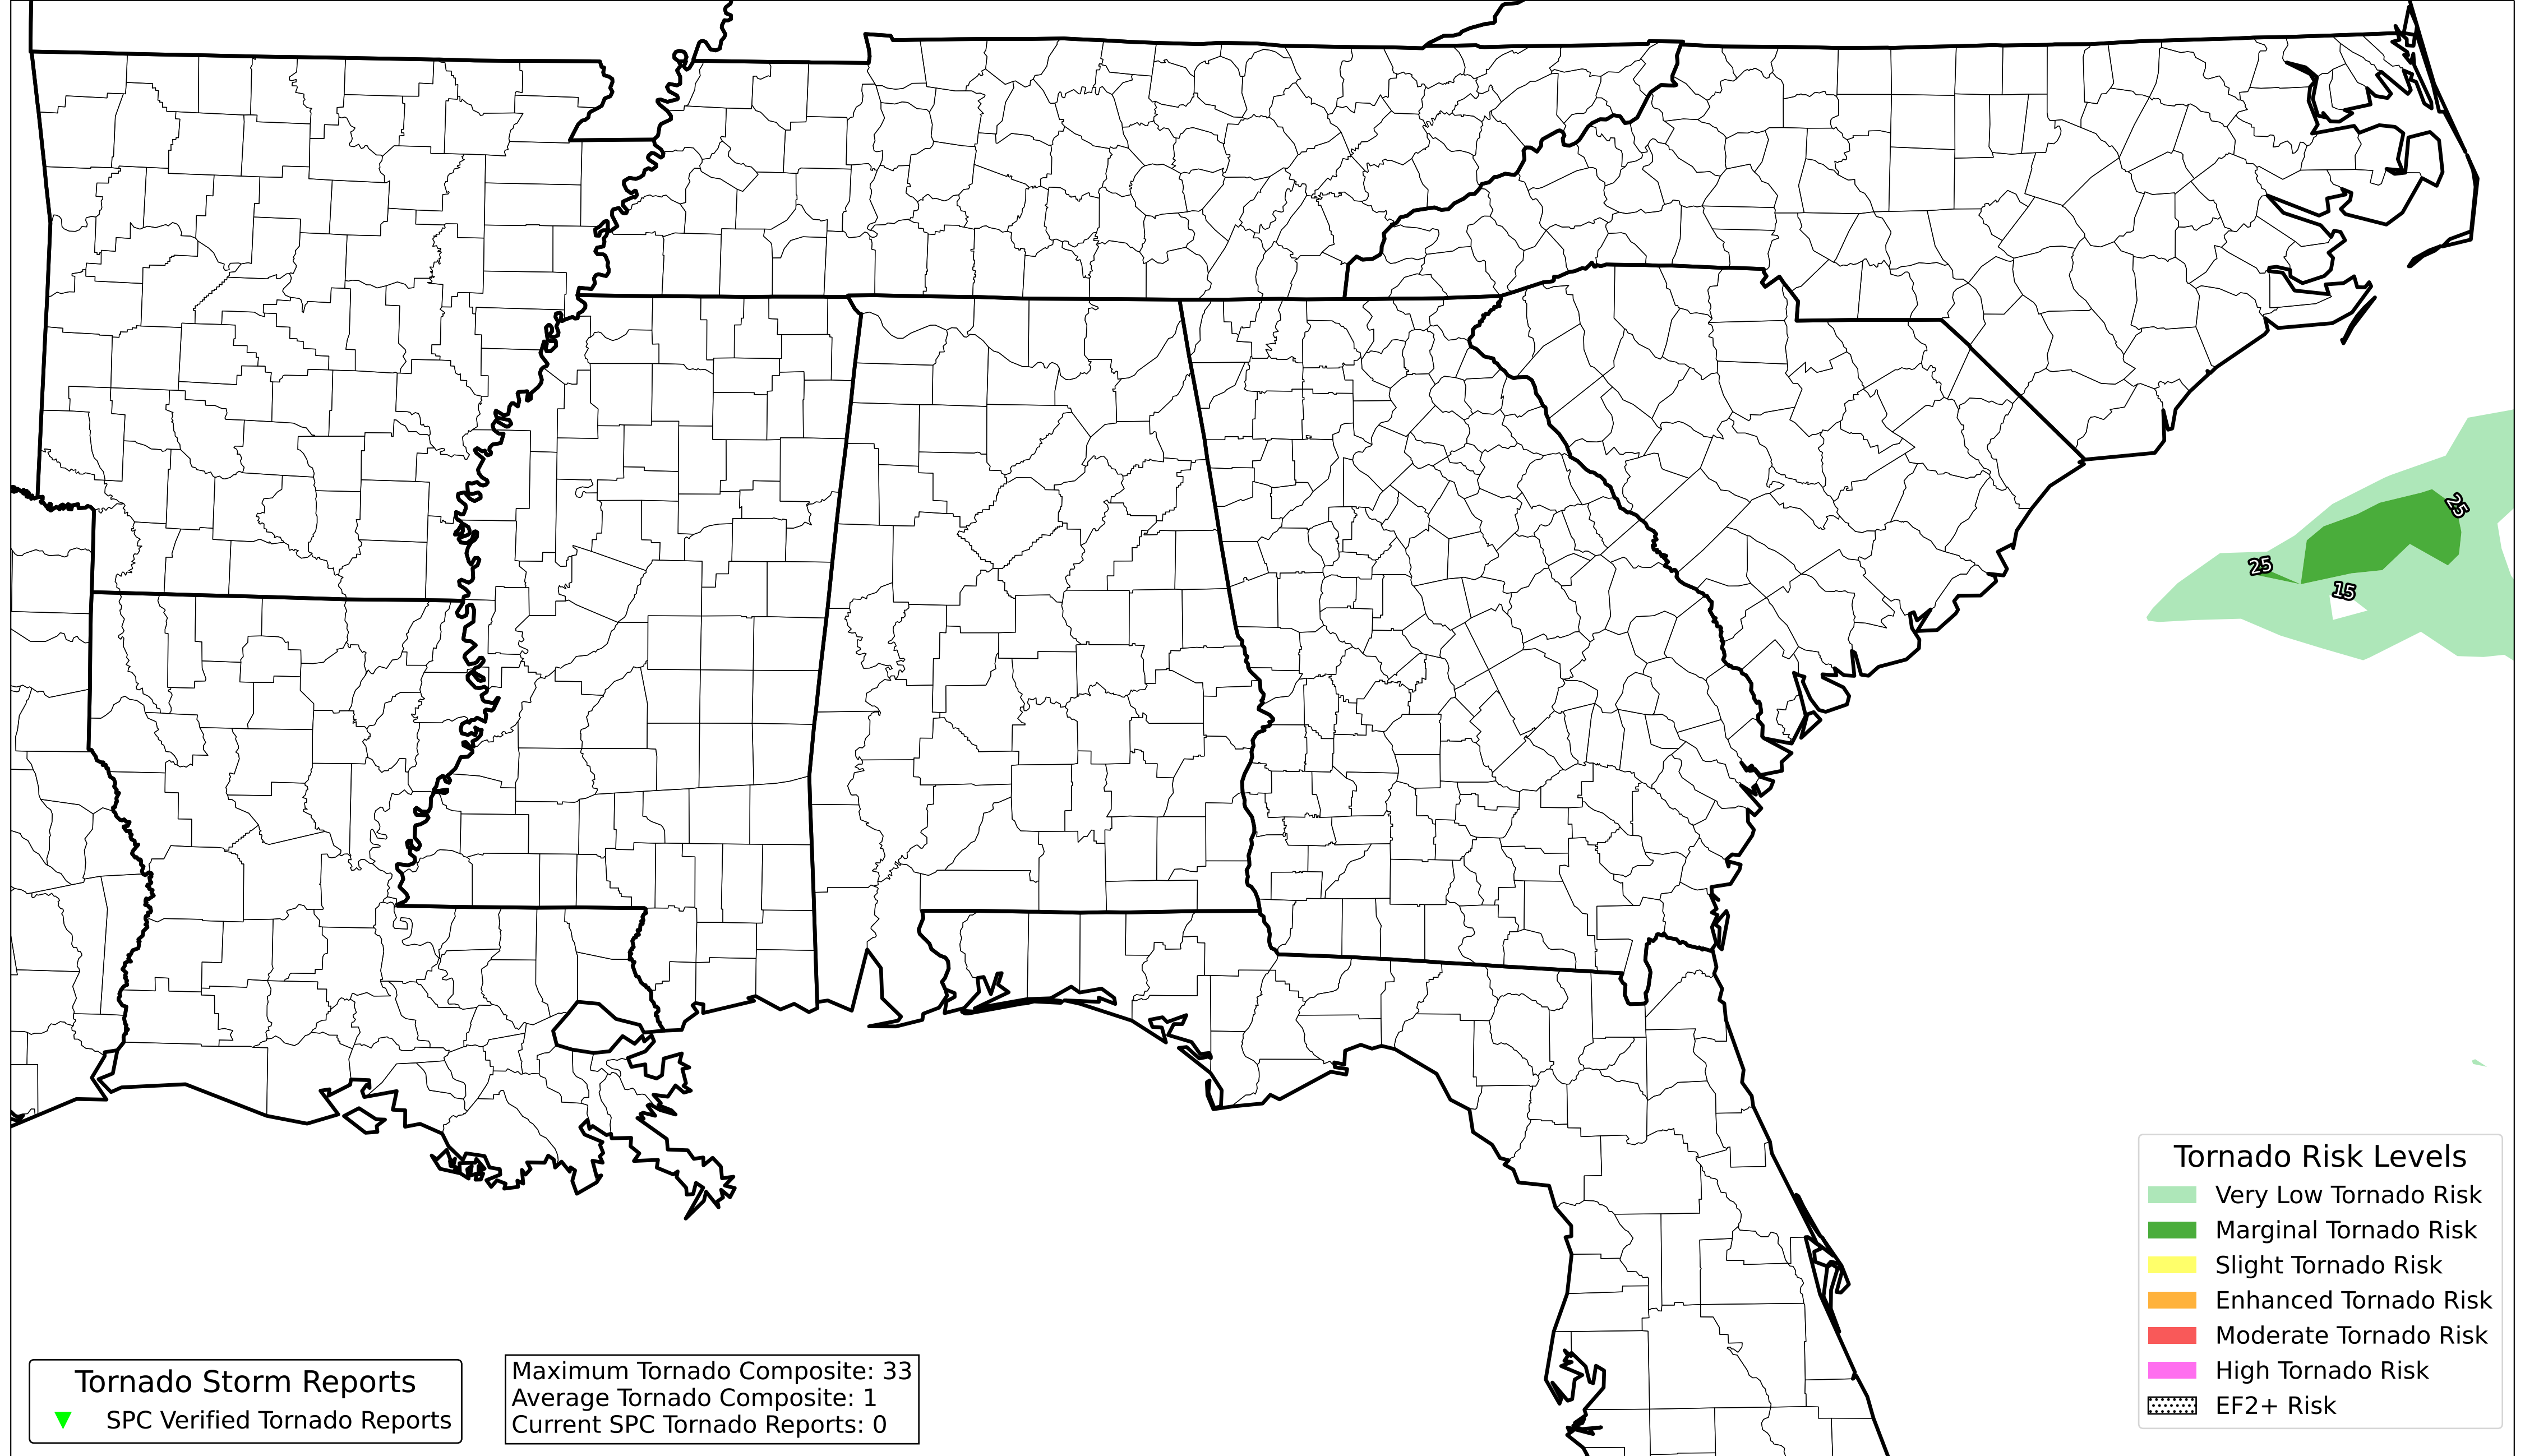 25
25
15
Tornado Risk Levels
Very Low Tornado Risk
Marginal Tornado Risk
Slight Tornado Risk
Enhanced Tornado Risk
Moderate Tornado Risk
High Tornado Risk
EF2+ Risk
Tornado Storm Reports
SPC Verified Tornado Reports
Maximum Tornado Composite: 33
Average Tornado Composite: 1
Current SPC Tornado Reports: 0